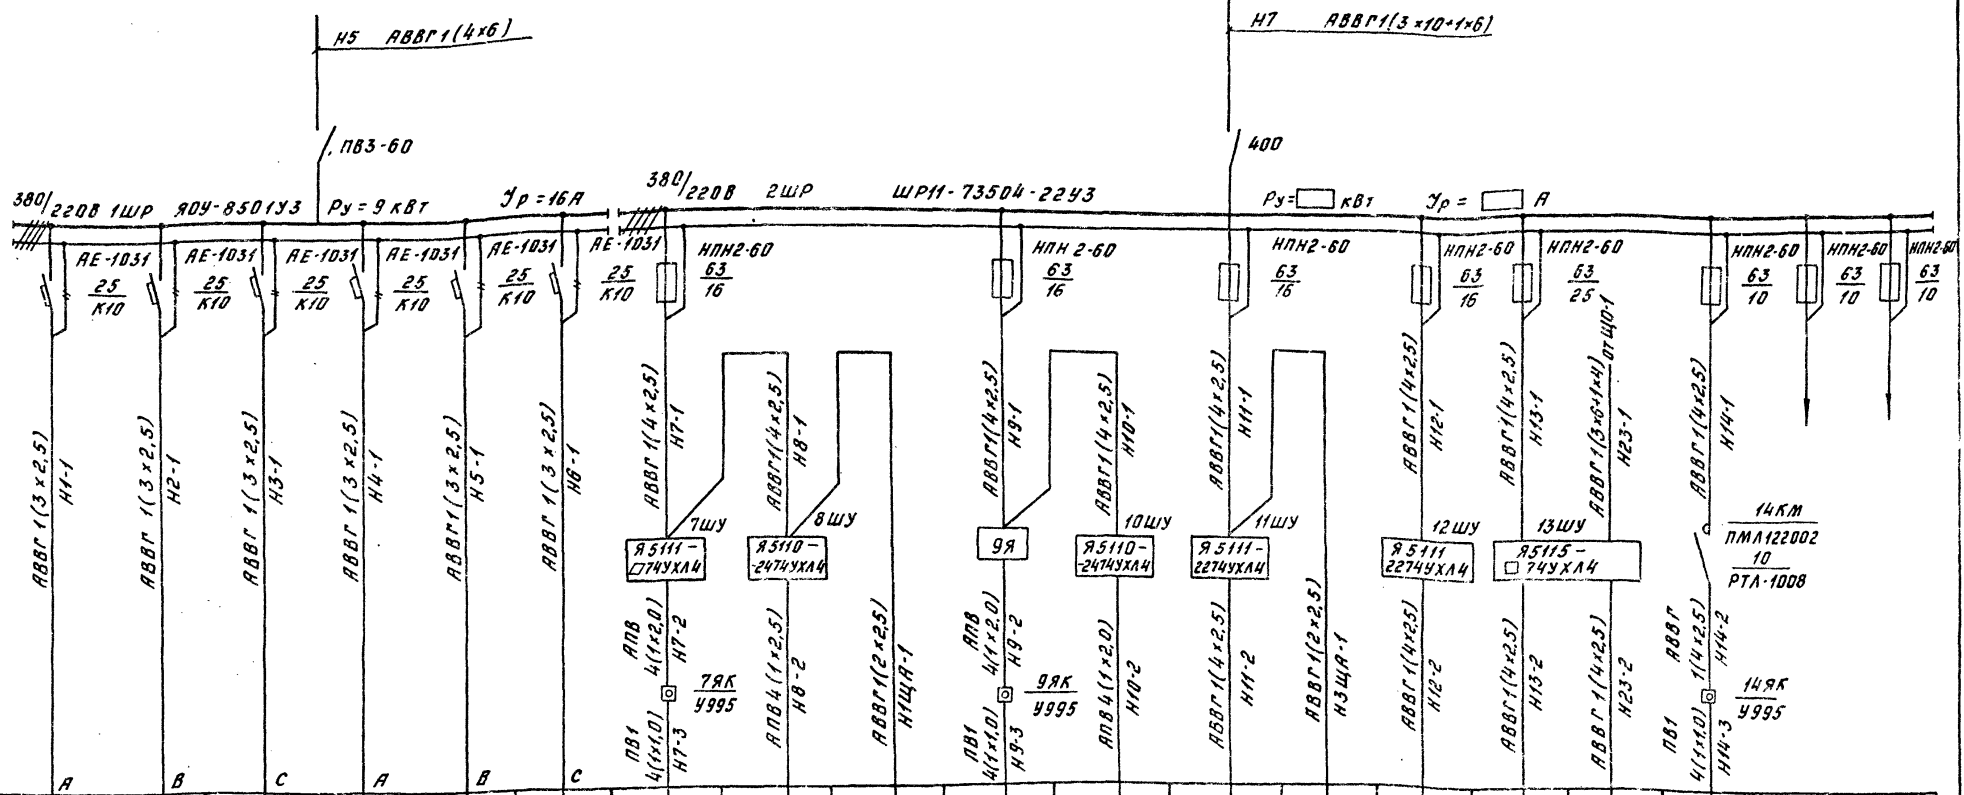 Н5 АВВГ1(4×6)
Н7 АВВГ1(3×10+1×6)
ПВ3-60
400
380/220В 1ШР ЯОУ-8501У3 Ру=9 кВт Ур=16А
380/220В 2ШР ШР11-73504-22У3 Ру= кВт Ур= А
АЕ-1031
25
К10
АЕ-1031
25
К10
АЕ-1031
25
К10
АЕ-1031
25
К10
АЕ-1031
25
К10
АЕ-1031
25
К10
НПН2-60
63
16
НПН2-60
63
16
НПН2-60
63
16
НПН2-60
63
16
НПН2-60
63
25
НПН2-60
63
10
НПН2-60
63
10
НПН2-60
63
10
АВВГ1(3×2,5)
Н1-1
АВВГ1(3×2,5)
Н2-1
АВВГ1(3×2,5)
Н3-1
АВВГ1(3×2,5)
Н4-1
АВВГ1(3×2,5)
Н5-1
АВВГ1(3×2,5)
Н6-1
АВВГ1(4×2,5)
Н7-1
АВВГ1(4×2,5)
Н8-1
АВВГ1(4×2,5)
Н9-1
АВВГ1(4×2,5)
Н10-1
АВВГ1(4×2,5)
Н11-1
АВВГ1(4×2,5)
Н12-1
АВВГ1(4×2,5)
Н13-1
АВВГ1(3×6+1×4) от ЩО-1
Н23-1
АВВГ1(4×2,5)
Н14-1
7ШУ
Я5111-
74УХЛ4
8ШУ
Я5110-
-2474УХЛ4
9Я
10ШУ
Я5110-
-2474УХЛ4
11ШУ
Я5111-
2274УХЛ4
12ШУ
Я5111
2274УХЛ4
13ШУ
Я5115-
74УХЛ4
14КМ
ПМЛ122002
10
РТЛ-1008
АПВ
4(1×2,0)
Н7-2
7ЯК
У995
ПВ1
4(1×1,0)
Н7-3
АПВ4(1×2,5)
Н8-2
АВВГ1(2×2,5)
Н1ЩА-1
АПВ
4(1×2,0)
Н9-2
9ЯК
У995
ПВ1
4(1×1,0)
Н9-3
АПВ4(1×2,0)
Н10-2
АВВГ1(4×2,5)
Н11-2
АВВГ1(2×2,5)
Н3ЩА-1
АВВГ1(4×2,5)
Н12-2
АВВГ1(4×2,5)
Н13-2
АВВГ1(4×2,5)
Н23-2
АВВГ
1(4×2,5)
Н14-2
14ЯК
У995
ПВ1
4(1×1,0)
Н14-3
А
В
С
А
В
С